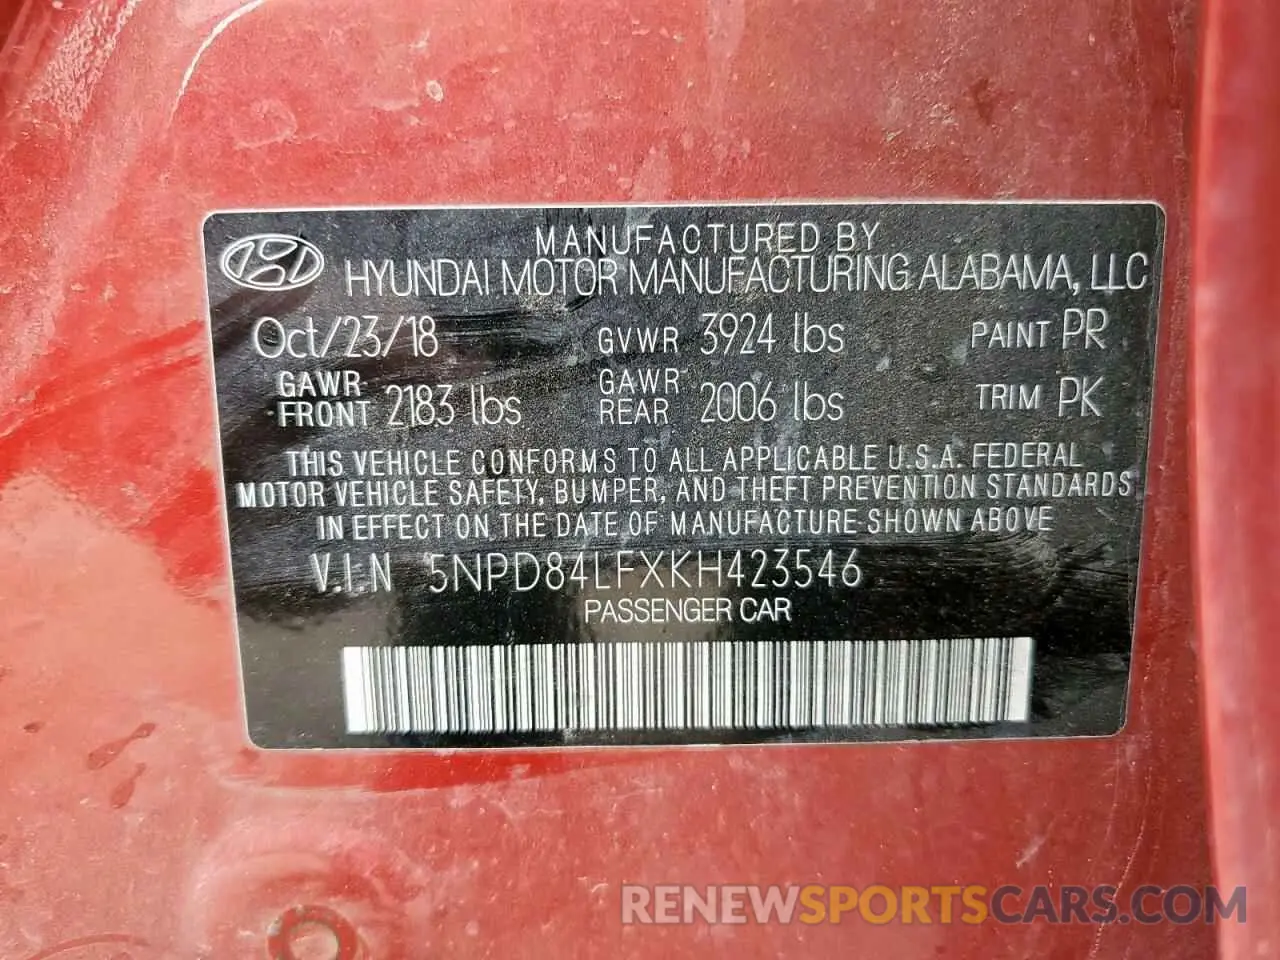 MANUFACTURED BY
HYUNDAI MOTOR MANUFACTURING ALABAMA, LLC
Oct/23/18 GVWR 3924 lbs PAINT PR
GAWR FRONT 2183 lbs GAWR REAR 2006 lbs TRIM PK
THIS VEHICLE CONFORMS TO ALL APPLICABLE U.S.A. FEDERAL
MOTOR VEHICLE SAFETY, BUMPER, AND THEFT PREVENTION STANDARDS
IN EFFECT ON THE DATE OF MANUFACTURE SHOWN ABOVE
V.I.N 5NPD84LFXKH423546
PASSENGER CAR
RENEWSPORTSCARS.COM